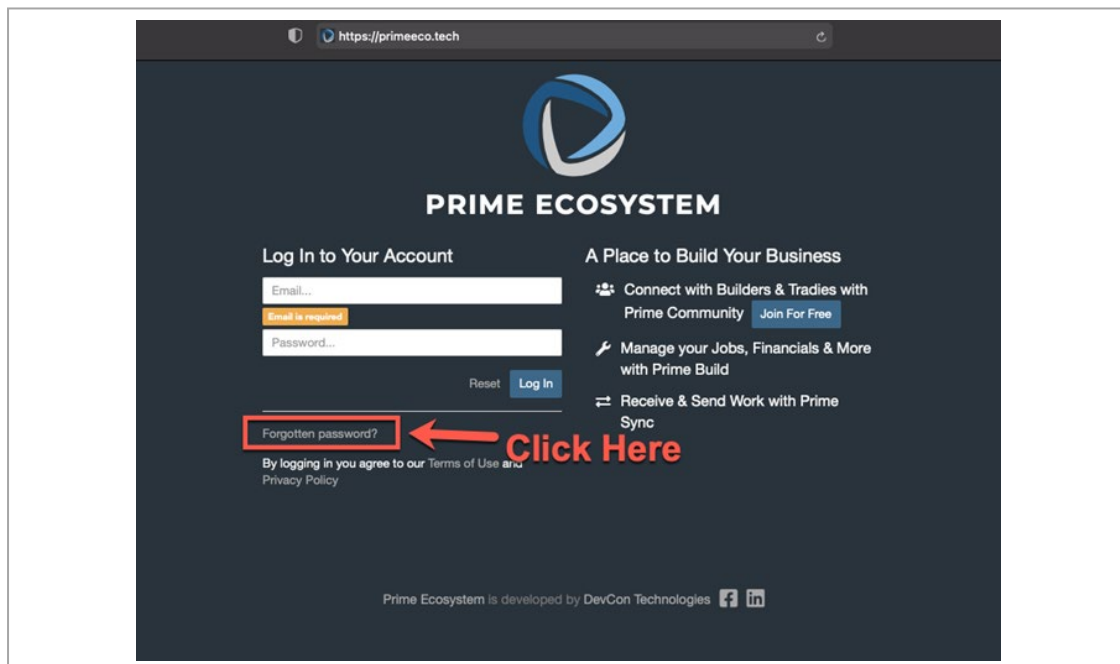 https://primeeco.tech
PRIME ECOSYSTEM
Log In to Your Account
Email...
Email is required
Password...
Reset Log In
Forgotten password?
Click Here
By logging in you agree to our Terms of Use and
Privacy Policy
A Place to Build Your Business
Connect with Builders & Tradies with
Prime Community Join For Free
Manage your Jobs, Financials & More
with Prime Build
Receive & Send Work with Prime
Sync
Prime Ecosystem is developed by DevCon Technologies